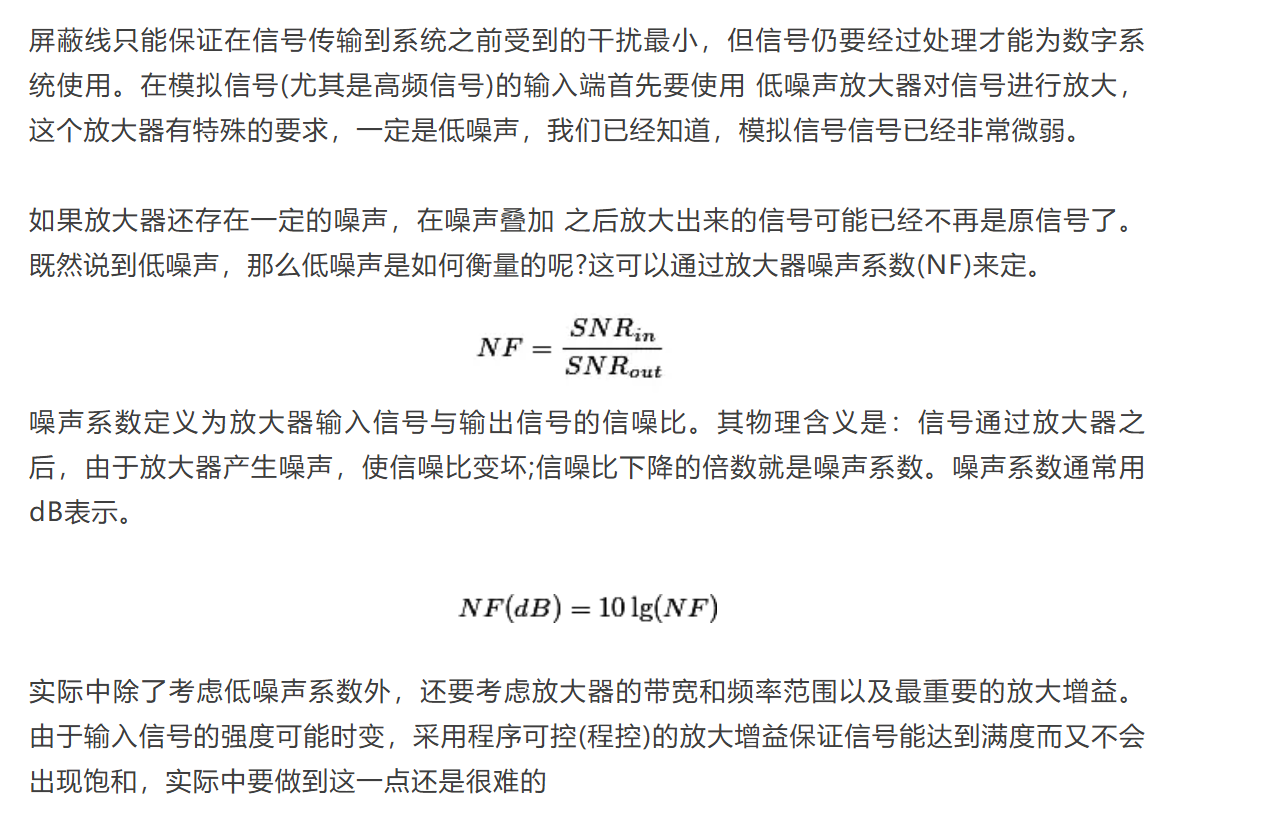 屏蔽线只能保证在信号传输到系统之前受到的干扰最小，但信号仍要经过处理才能为数字系
统使用。在模拟信号(尤其是高频信号)的输入端首先要使用 低噪声放大器对信号进行放大，
这个放大器有特殊的要求，一定是低噪声，我们已经知道，模拟信号信号已经非常微弱。
如果放大器还存在一定的噪声，在噪声叠加 之后放大出来的信号可能已经不再是原信号了。
既然说到低噪声，那么低噪声是如何衡量的呢?这可以通过放大器噪声系数(NF)来定。
NF = \frac{SNR_{in}}{SNR_{out}}
噪声系数定义为放大器输入信号与输出信号的信噪比。其物理含义是：信号通过放大器之
后，由于放大器产生噪声，使信噪比变坏;信噪比下降的倍数就是噪声系数。噪声系数通常用
dB表示。
NF(dB) = 10 lg(NF)
实际中除了考虑低噪声系数外，还要考虑放大器的带宽和频率范围以及最重要的放大增益。
由于输入信号的强度可能时变，采用程序可控(程控)的放大增益保证信号能达到满度而又不会
出现饱和，实际中要做到这一点还是很难的